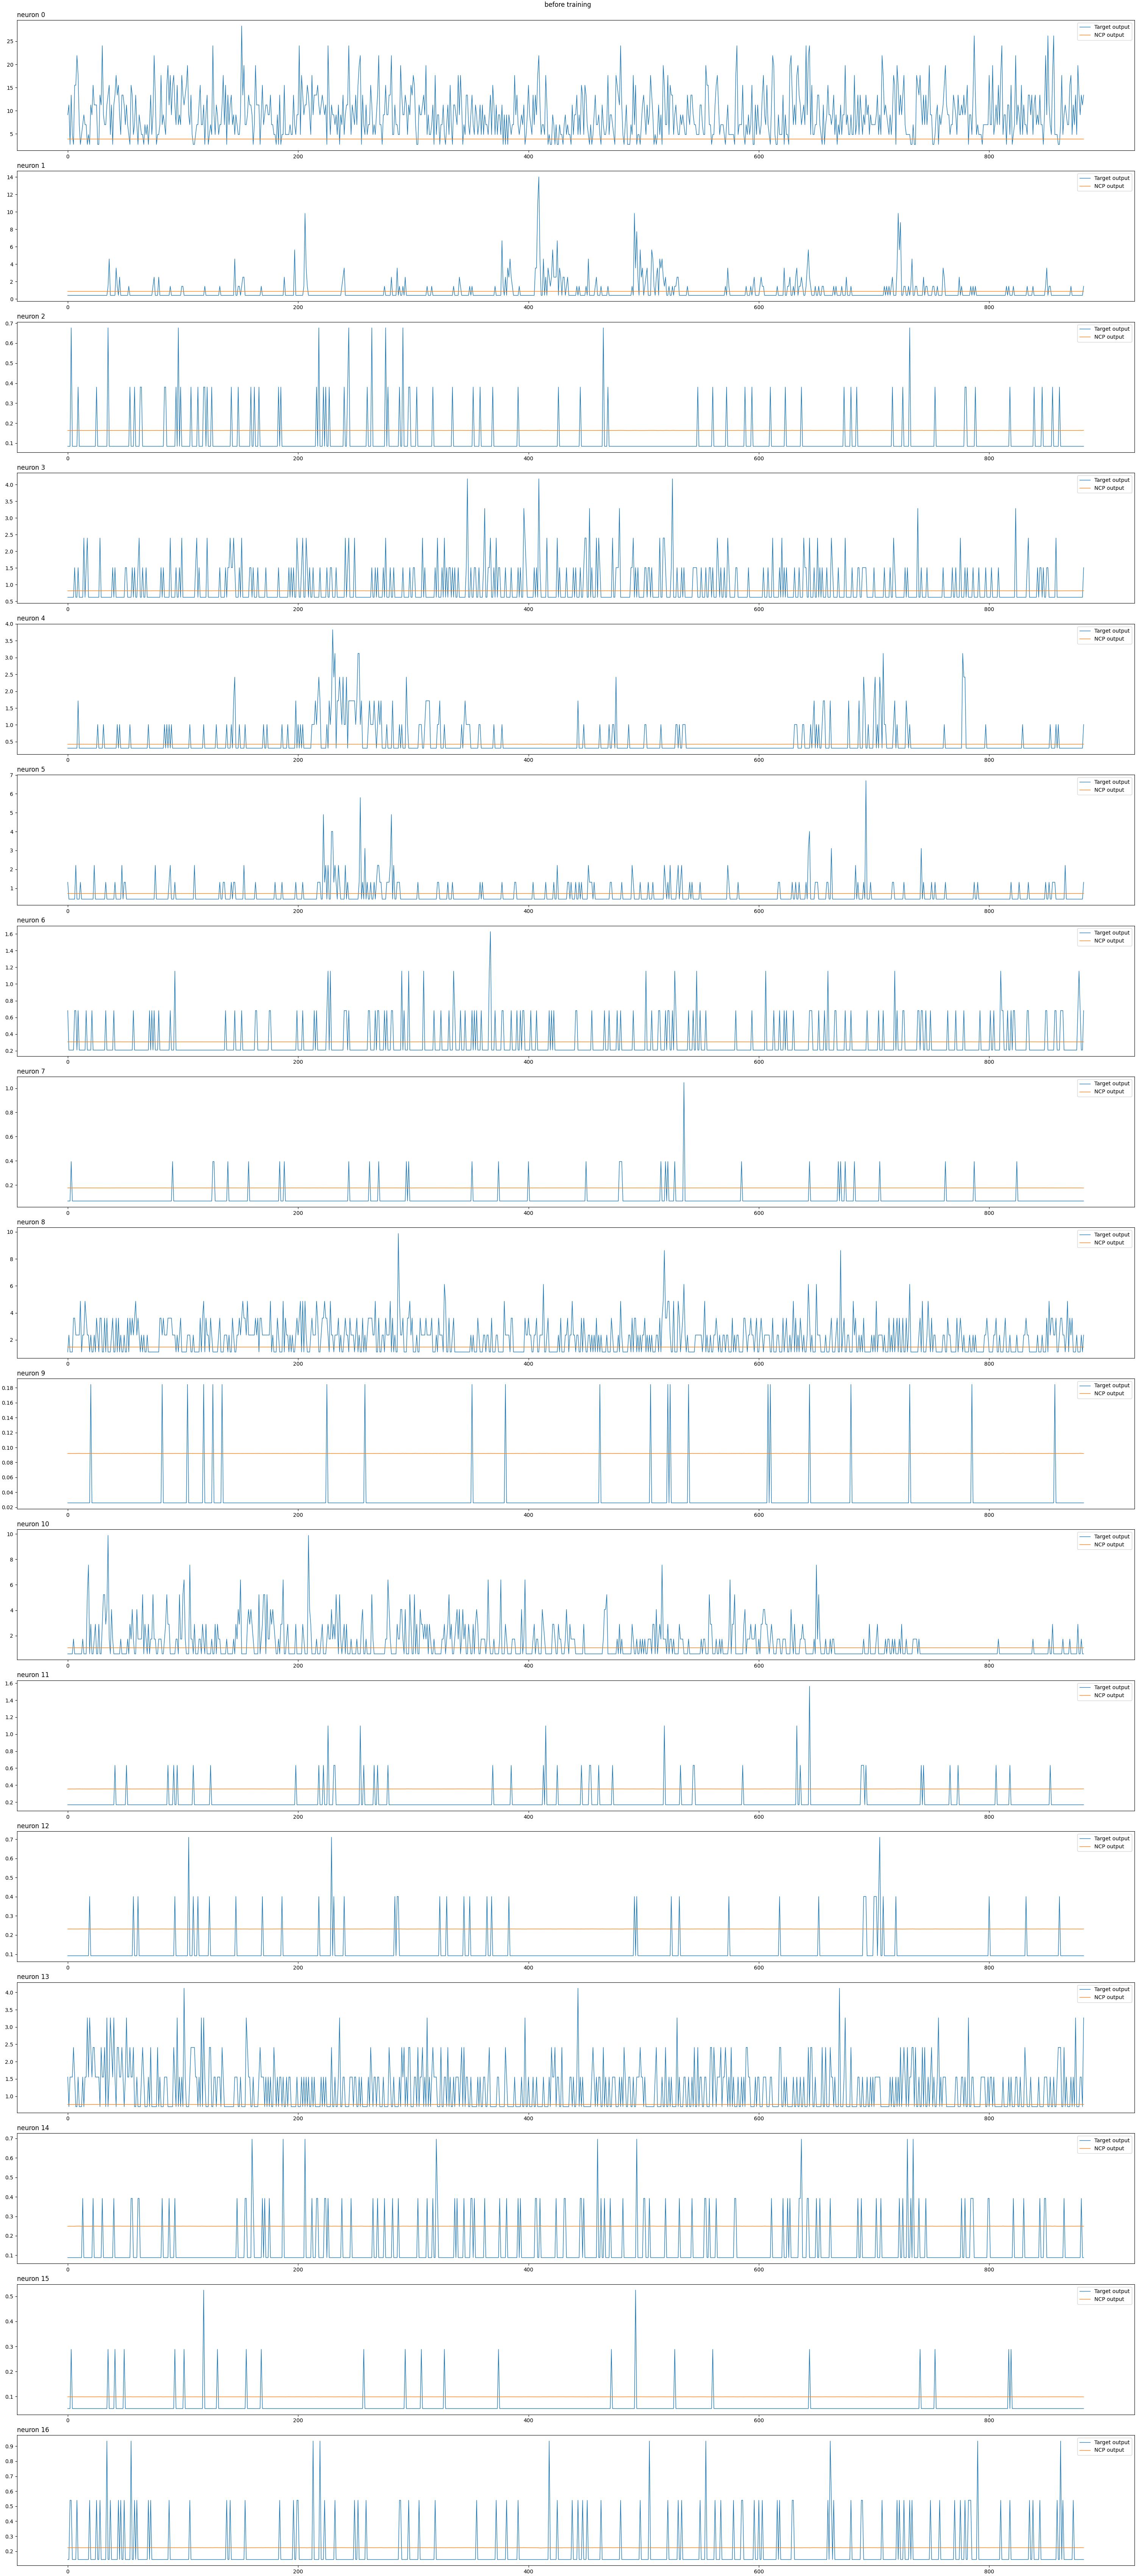 before training
neuron 0
Target output
NCP output
25
20
15
10
5
0 200 400 600 800
neuron 1
Target output
NCP output
14
12
10
8
6
4
2
0
0 200 400 600 800
neuron 2
Target output
NCP output
0.7
0.6
0.5
0.4
0.3
0.2
0.1
0 200 400 600 800
neuron 3
Target output
NCP output
4.0
3.5
3.0
2.5
2.0
1.5
1.0
0.5
0 200 400 600 800
neuron 4
Target output
NCP output
4.0
3.5
3.0
2.5
2.0
1.5
1.0
0.5
0 200 400 600 800
neuron 5
Target output
NCP output
7
6
5
4
3
2
1
0 200 400 600 800
neuron 6
Target output
NCP output
1.6
1.4
1.2
1.0
0.8
0.6
0.4
0.2
0 200 400 600 800
neuron 7
Target output
NCP output
1.0
0.8
0.6
0.4
0.2
0 200 400 600 800
neuron 8
Target output
NCP output
10
8
6
4
2
0 200 400 600 800
neuron 9
Target output
NCP output
0.18
0.16
0.14
0.12
0.10
0.08
0.06
0.04
0.02
0 200 400 600 800
neuron 10
Target output
NCP output
10
8
6
4
2
0 200 400 600 800
neuron 11
Target output
NCP output
1.6
1.4
1.2
1.0
0.8
0.6
0.4
0.2
0 200 400 600 800
neuron 12
Target output
NCP output
0.7
0.6
0.5
0.4
0.3
0.2
0.1
0 200 400 600 800
neuron 13
Target output
NCP output
4.0
3.5
3.0
2.5
2.0
1.5
1.0
0 200 400 600 800
neuron 14
Target output
NCP output
0.7
0.6
0.5
0.4
0.3
0.2
0.1
0 200 400 600 800
neuron 15
Target output
NCP output
0.5
0.4
0.3
0.2
0.1
0 200 400 600 800
neuron 16
Target output
NCP output
0.9
0.8
0.7
0.6
0.5
0.4
0.3
0.2
0 200 400 600 800